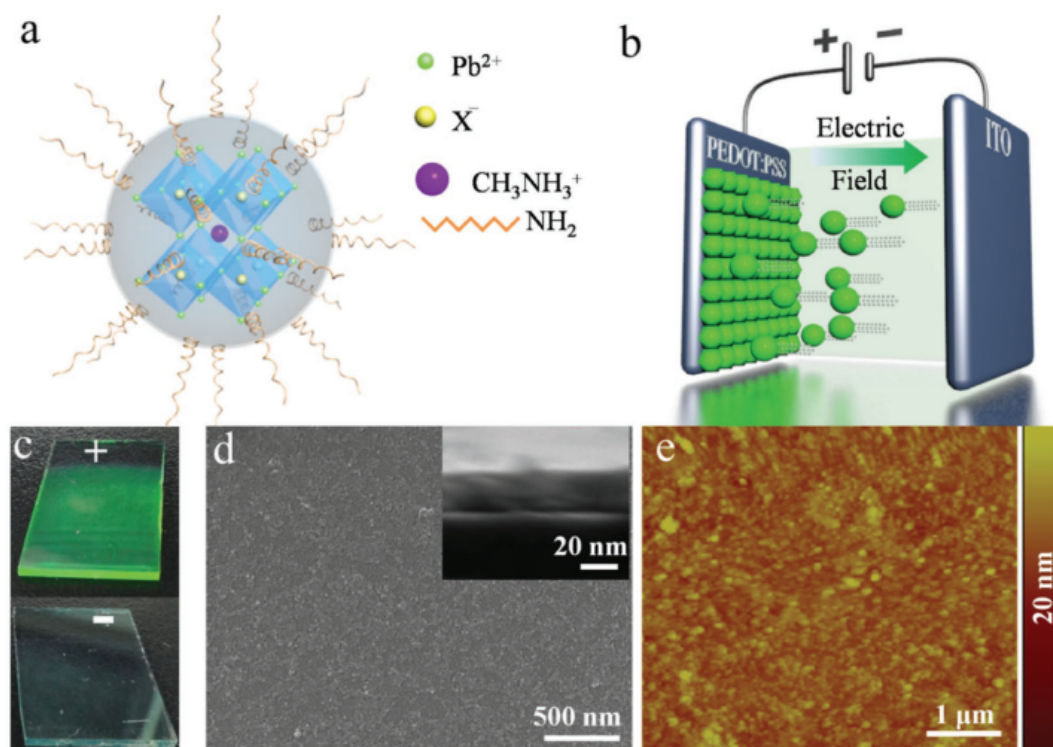 a
Pb²⁺
X⁻
CH₃NH₃⁺
NH₂
b
+ −
PEDOT:PSS
Electric
Field
ITO
c
+
-
d
20 nm
500 nm
e
1 µm
20 nm